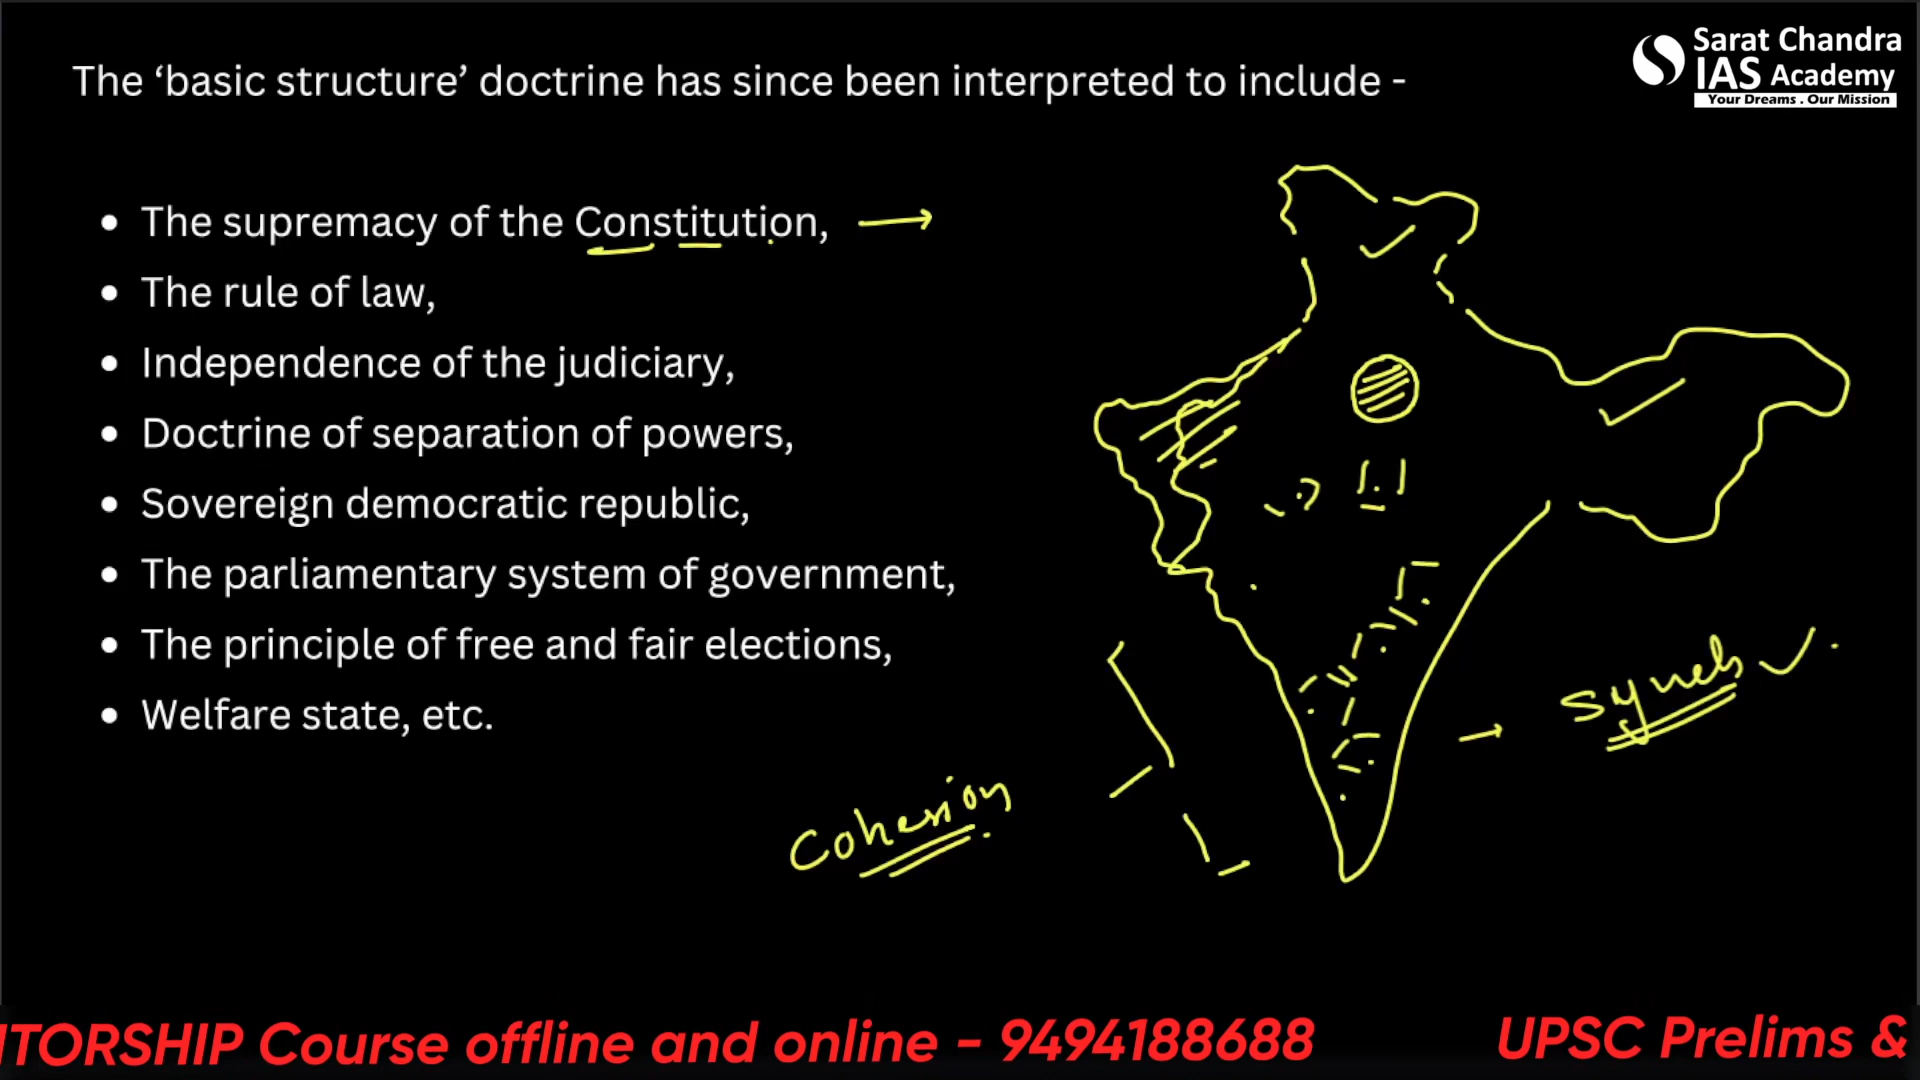 The ‘basic structure’ doctrine has since been interpreted to include -
Sarat Chandra
IAS Academy
Your Dreams . Our Mission
• The supremacy of the Constitution,
• The rule of law,
• Independence of the judiciary,
• Doctrine of separation of powers,
• Sovereign democratic republic,
• The parliamentary system of government,
• The principle of free and fair elections,
• Welfare state, etc.
Cohesion
ITORSHIP Course offline and online - 9494188688
UPSC Prelims &